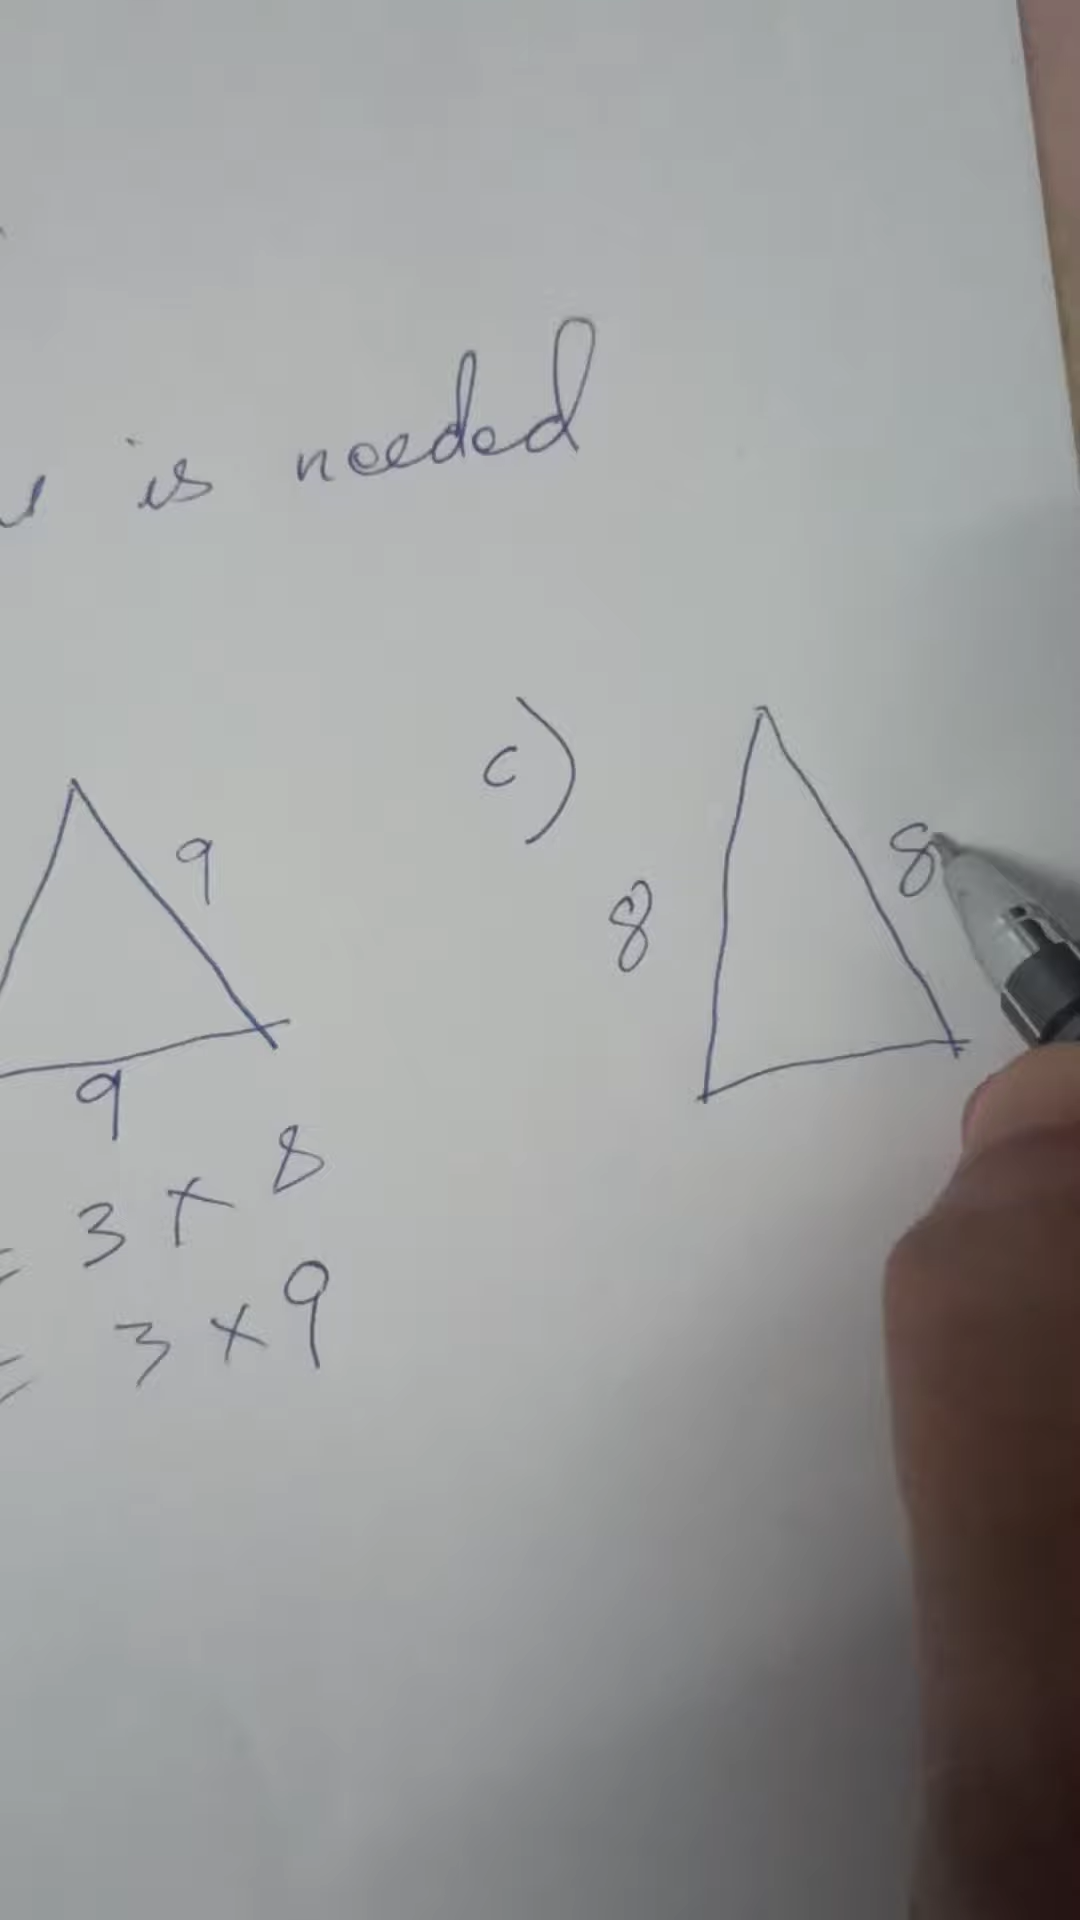 is needed
c)
9
8
8
9
3 × 8
3 × 9